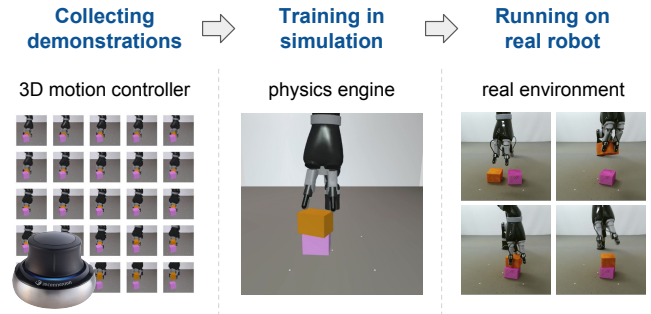 Collecting
demonstrations
Training in
simulation
Running on
real robot
3D motion controller
physics engine
real environment